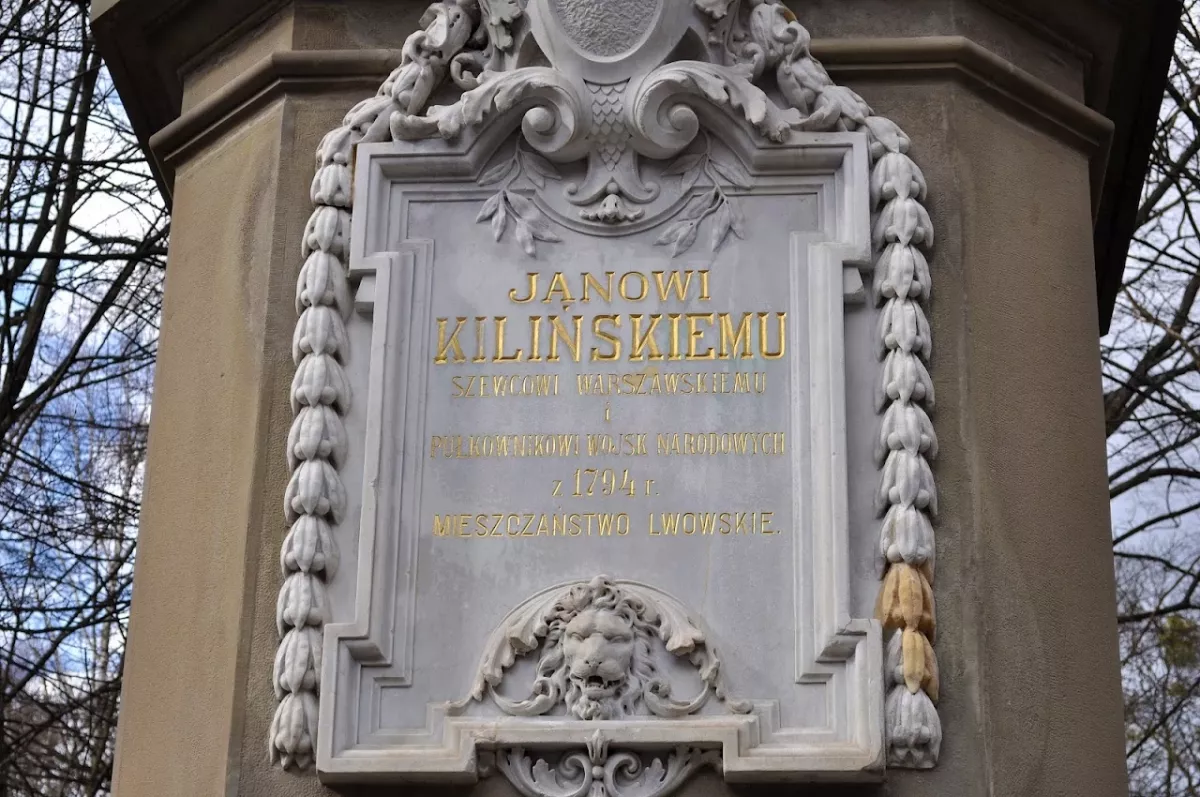 JANOWI
KILIŃSKIEMU
SZEWCOWI WARSZAWSKIEMU
i
PUŁKOWNIKOWI WOJSK NARODOWYCH
z 1794 r.
MIESZCZAŃSTWO LWOWSKIE.